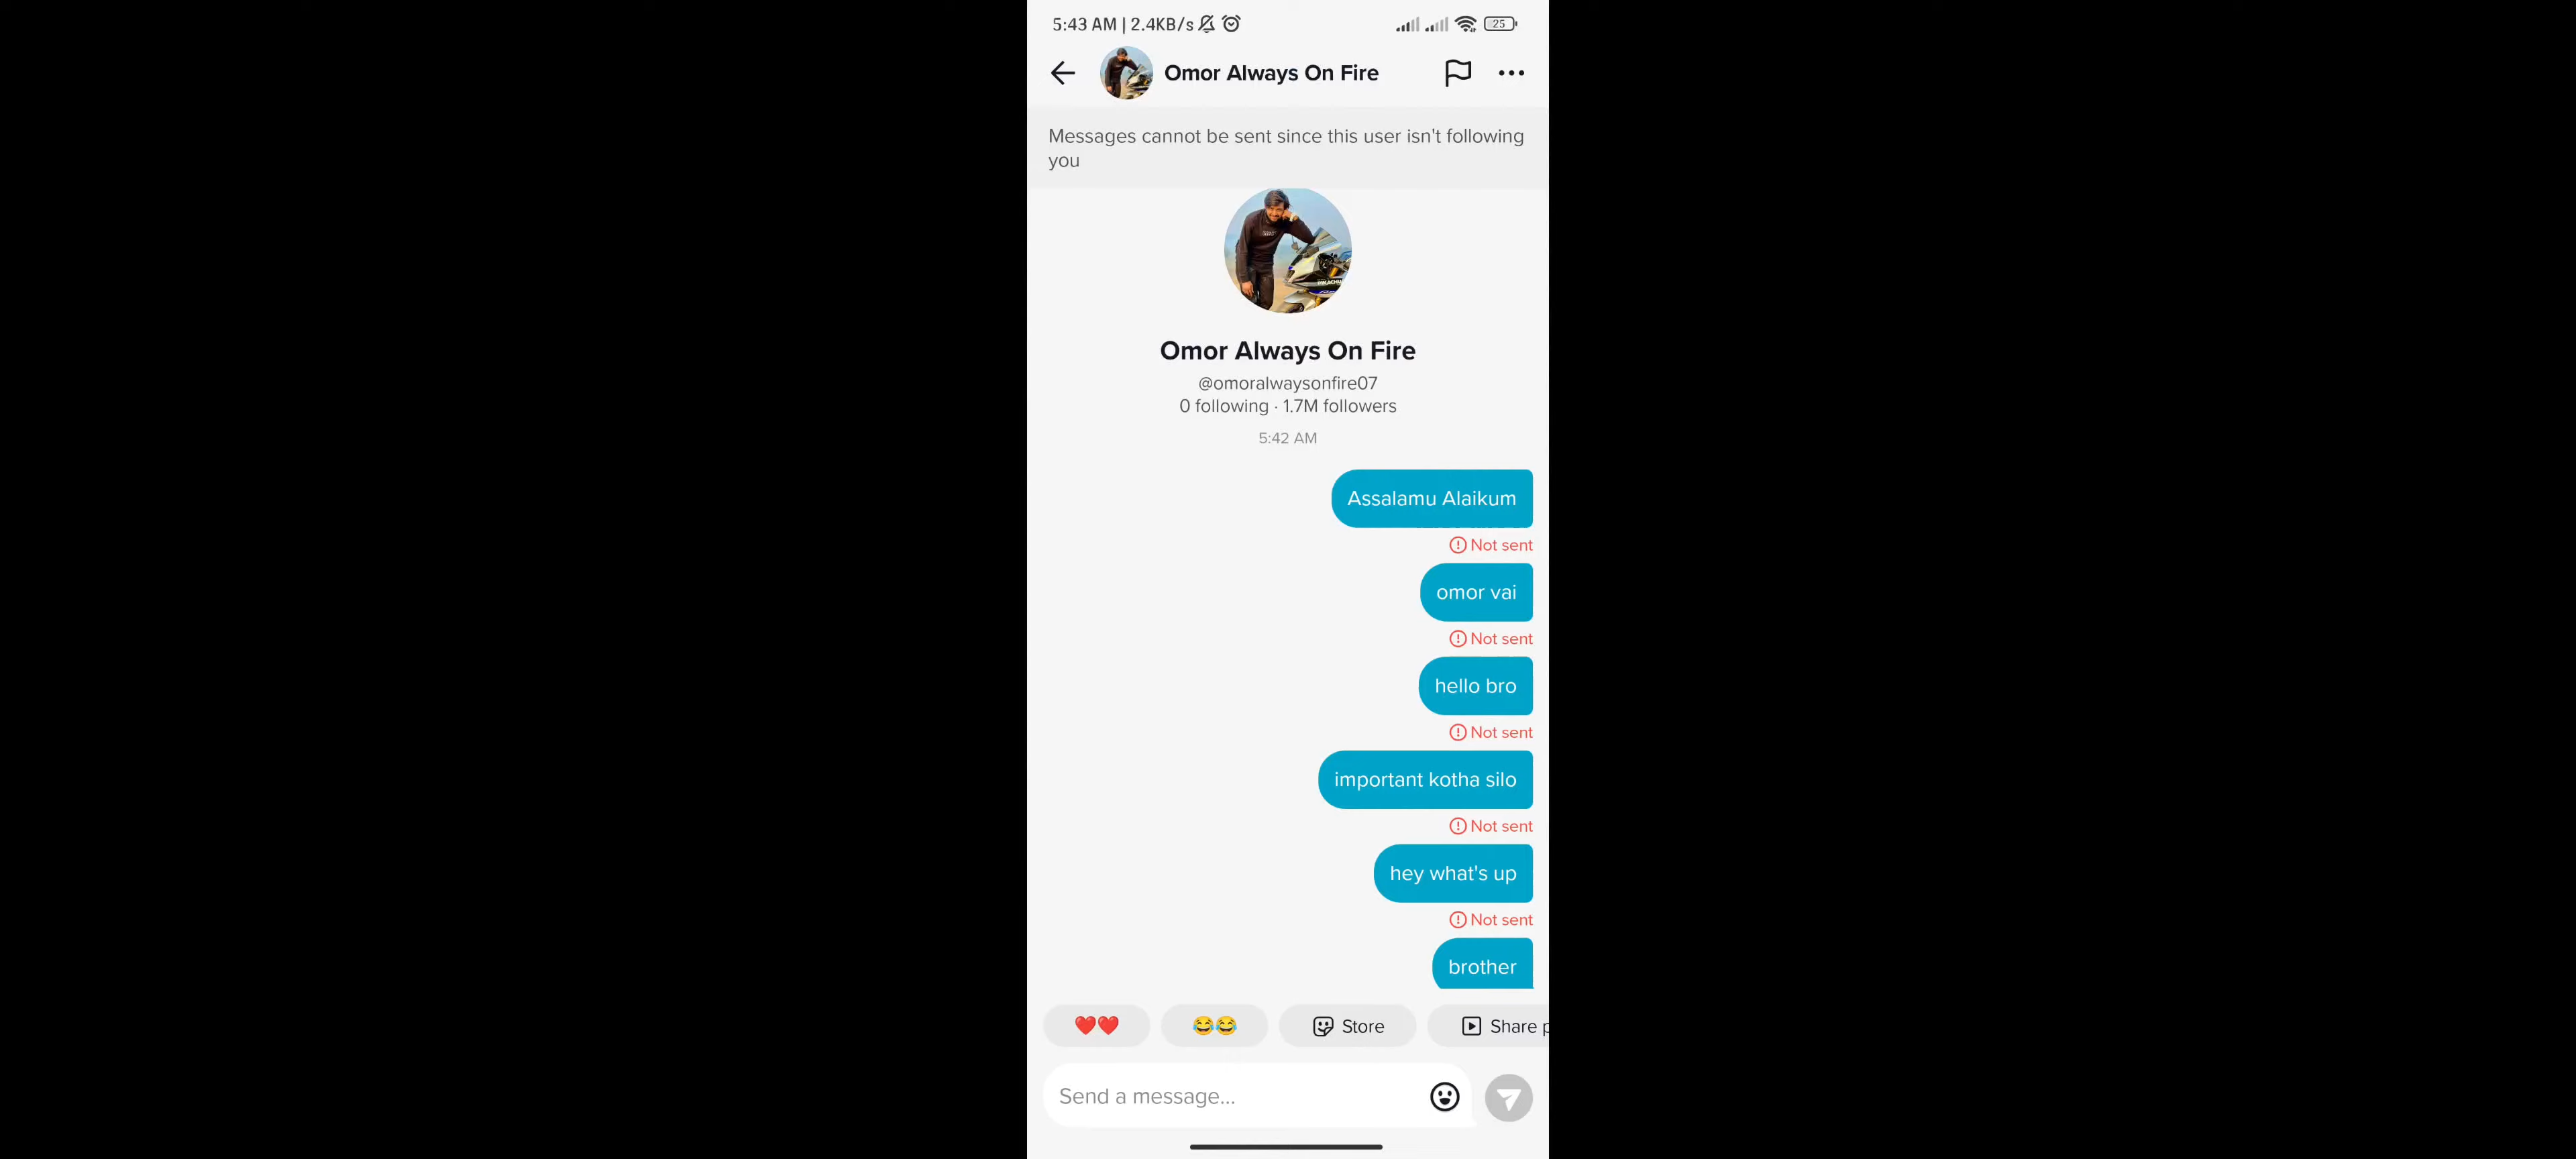 5:43 AM | 2.4KB/s
25
Omor Always On Fire
Messages cannot be sent since this user isn't following
you
Omor Always On Fire
@omoralwaysonfire07
0 following · 1.7M followers
5:42 AM
Assalamu Alaikum
Not sent
omor vai
Not sent
hello bro
Not sent
important kotha silo
Not sent
hey what's up
Not sent
brother
❤️❤️
😂😂
Store
Share p
Send a message...